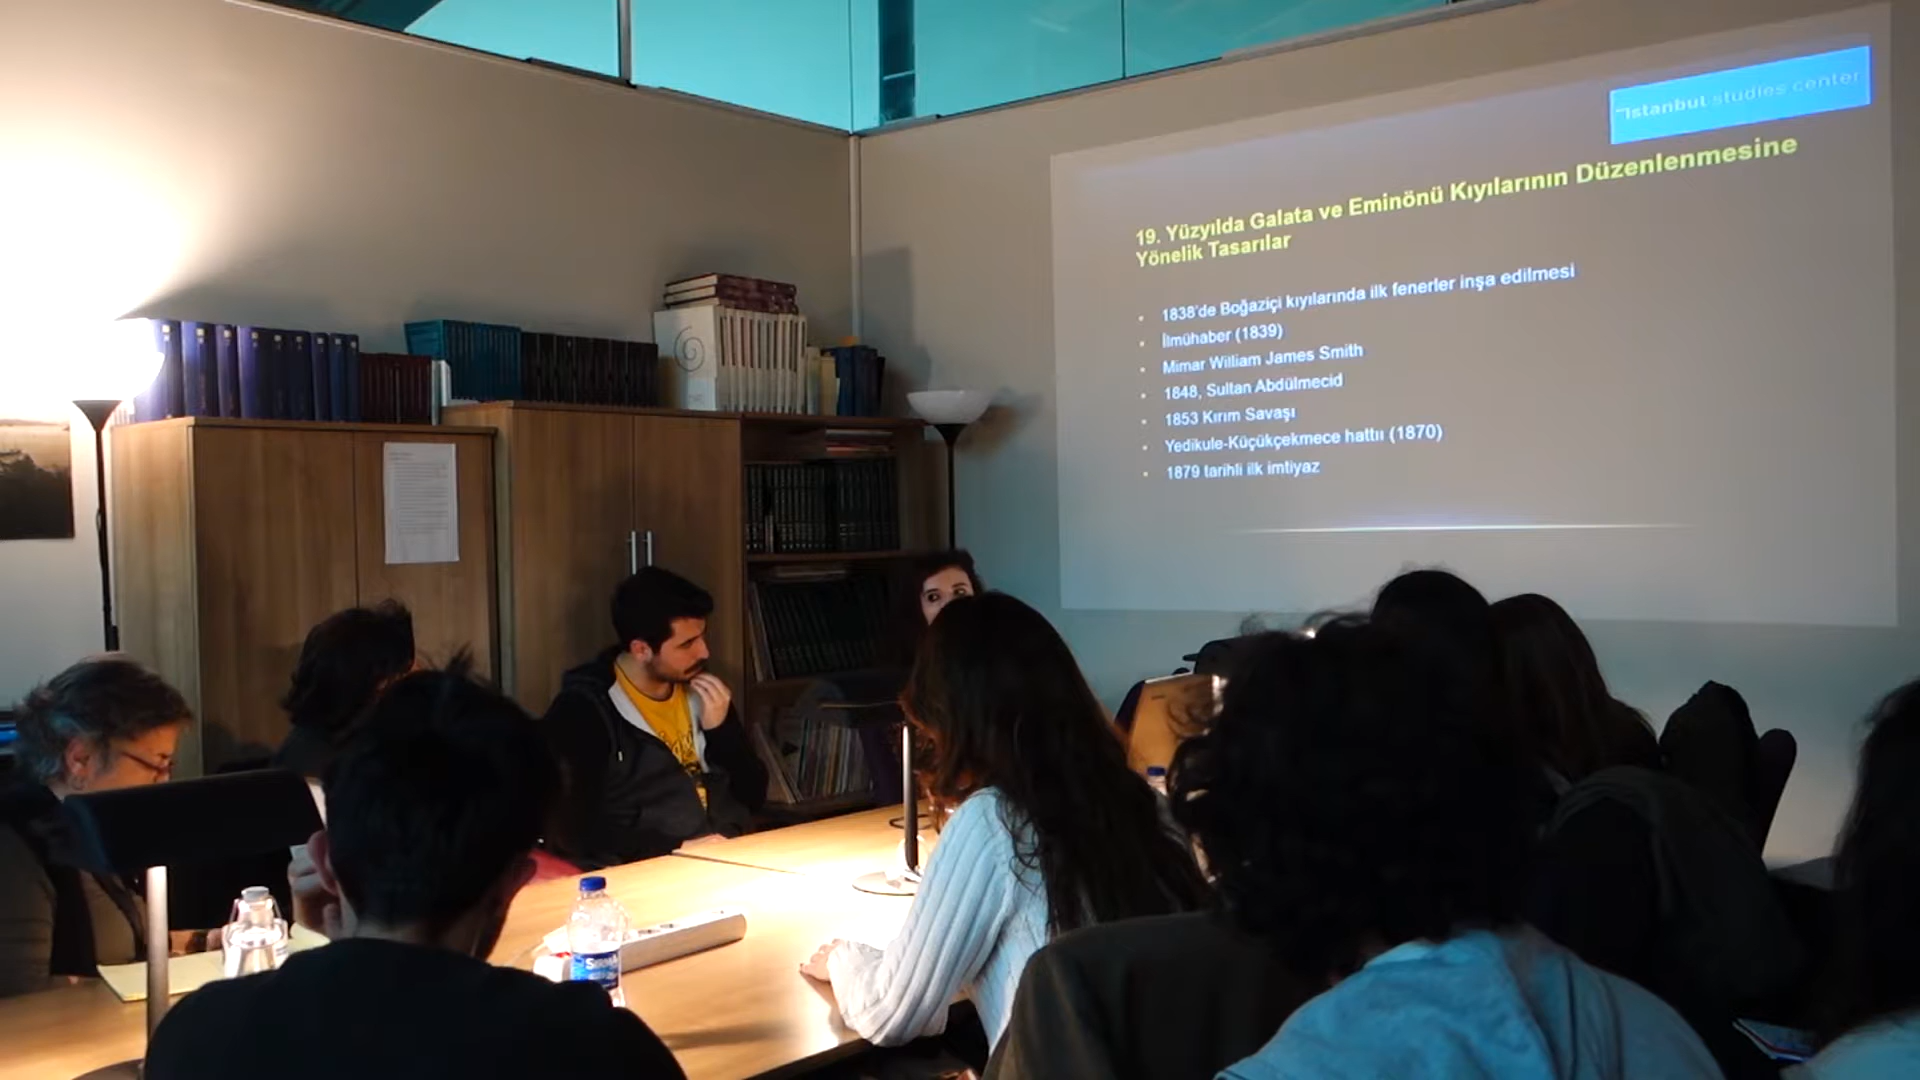 "istanbul studies center
19. Yüzyılda Galata ve Eminönü Kıyılarının Düzenlenmesine
Yönelik Tasarılar
1838'de Boğaziçi kıyılarında ilk fenerler inşa edilmesi
İlmühaber (1839)
Mimar William James Smith
1848, Sultan Abdülmecid
1853 Kırım Savaşı
Yedikule-Küçükçekmece hattıı (1870)
1879 tarihli ilk imtiyaz
SIRMA